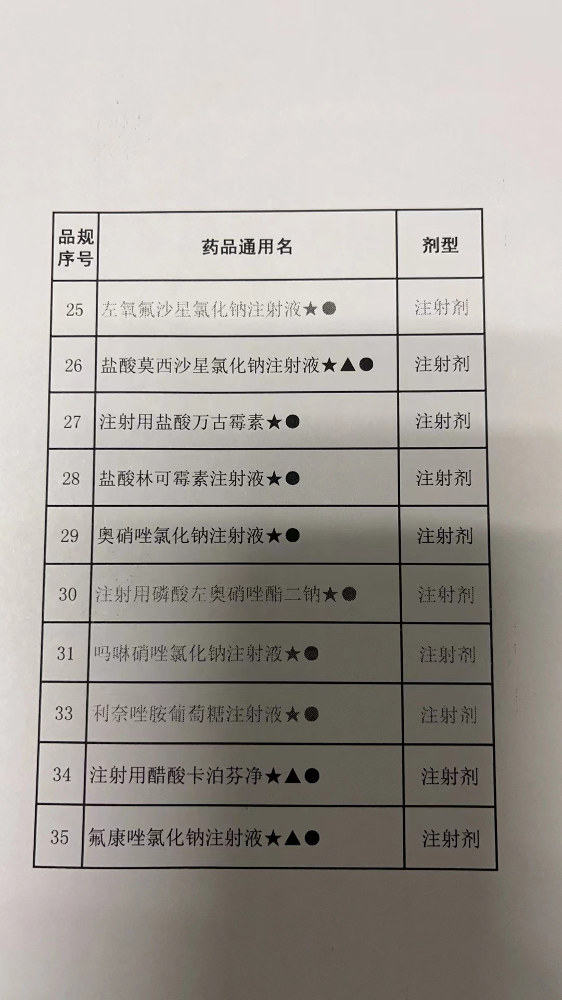 品规序号 药品通用名 剂型
25 左氧氟沙星氯化钠注射液★● 注射剂
26 盐酸莫西沙星氯化钠注射液★▲● 注射剂
27 注射用盐酸万古霉素★● 注射剂
28 盐酸林可霉素注射液★● 注射剂
29 奥硝唑氯化钠注射液★● 注射剂
30 注射用磷酸左奥硝唑酯二钠★● 注射剂
31 吗啉硝唑氯化钠注射液★● 注射剂
33 利奈唑胺葡萄糖注射液★● 注射剂
34 注射用醋酸卡泊芬净★▲● 注射剂
35 氟康唑氯化钠注射液★▲● 注射剂